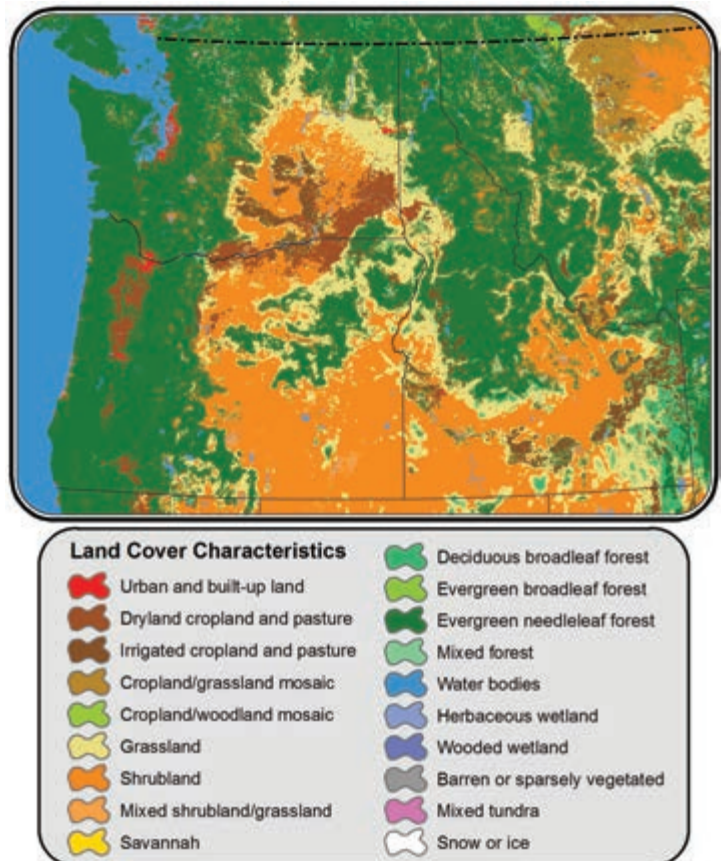 Land Cover Characteristics
Urban and built-up land
Dryland cropland and pasture
Irrigated cropland and pasture
Cropland/grassland mosaic
Cropland/woodland mosaic
Grassland
Shrubland
Mixed shrubland/grassland
Savannah
Deciduous broadleaf forest
Evergreen broadleaf forest
Evergreen needleleaf forest
Mixed forest
Water bodies
Herbaceous wetland
Wooded wetland
Barren or sparsely vegetated
Mixed tundra
Snow or ice